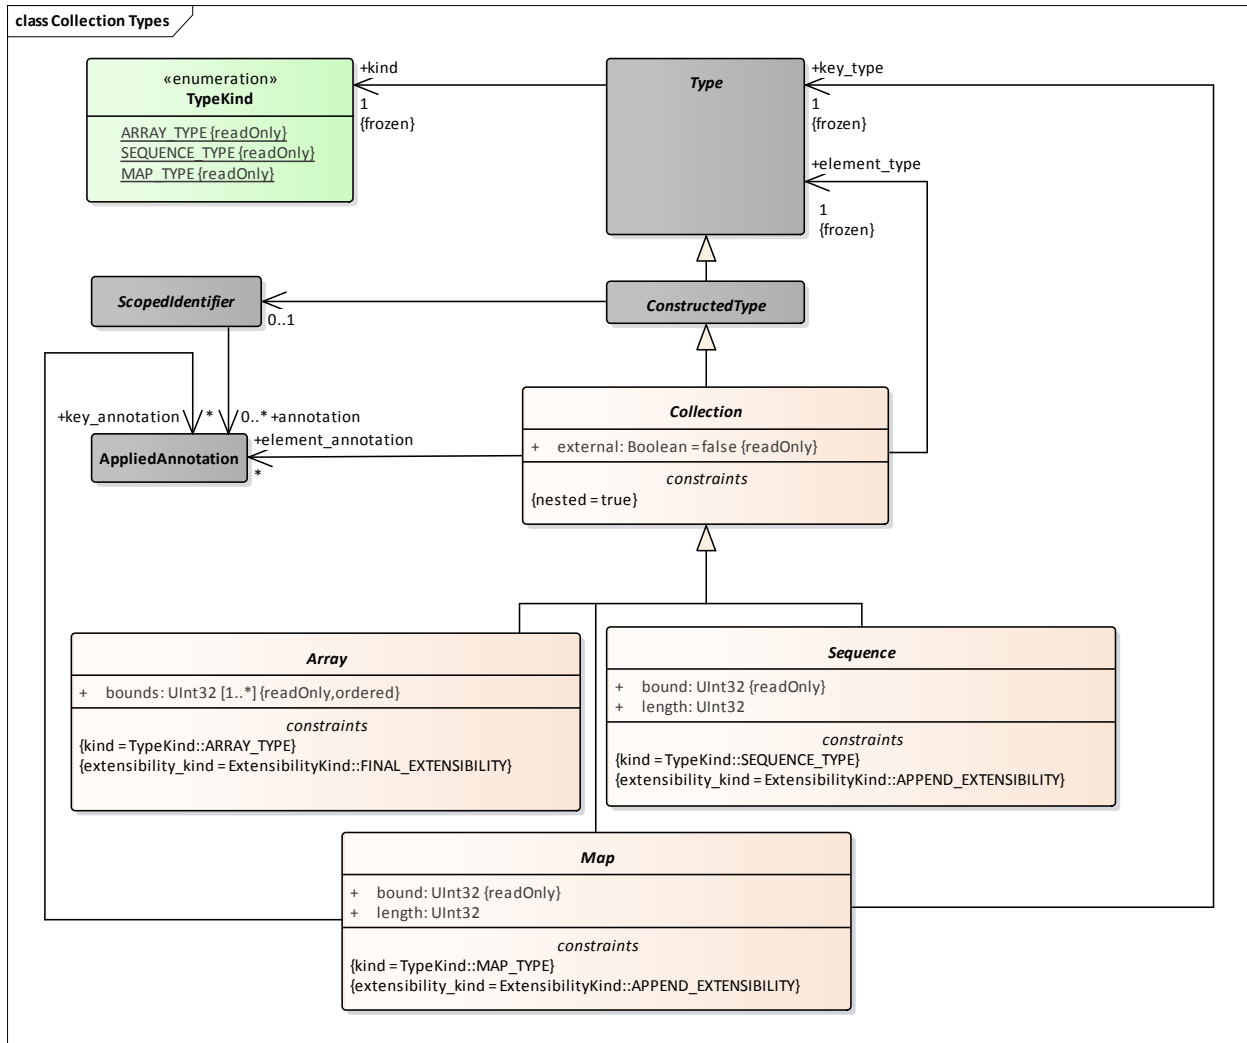 class Collection Types
«enumeration»
TypeKind
ARRAY_TYPE {readOnly}
SEQUENCE_TYPE {readOnly}
MAP_TYPE {readOnly}
+kind
1
{frozen}
Type
+key_type
1
{frozen}
+element_type
1
{frozen}
ScopedIdentifier
0..1
ConstructedType
+key_annotation
*
0..* +annotation
+element_annotation
*
AppliedAnnotation
Collection
+ external: Boolean = false {readOnly}
constraints
{nested = true}
Array
+ bounds: UInt32 [1..*] {readOnly,ordered}
constraints
{kind = TypeKind::ARRAY_TYPE}
{extensibility_kind = ExtensibilityKind::FINAL_EXTENSIBILITY}
Sequence
+ bound: UInt32 {readOnly}
+ length: UInt32
constraints
{kind = TypeKind::SEQUENCE_TYPE}
{extensibility_kind = ExtensibilityKind::APPEND_EXTENSIBILITY}
Map
+ bound: UInt32 {readOnly}
+ length: UInt32
constraints
{kind = TypeKind::MAP_TYPE}
{extensibility_kind = ExtensibilityKind::APPEND_EXTENSIBILITY}